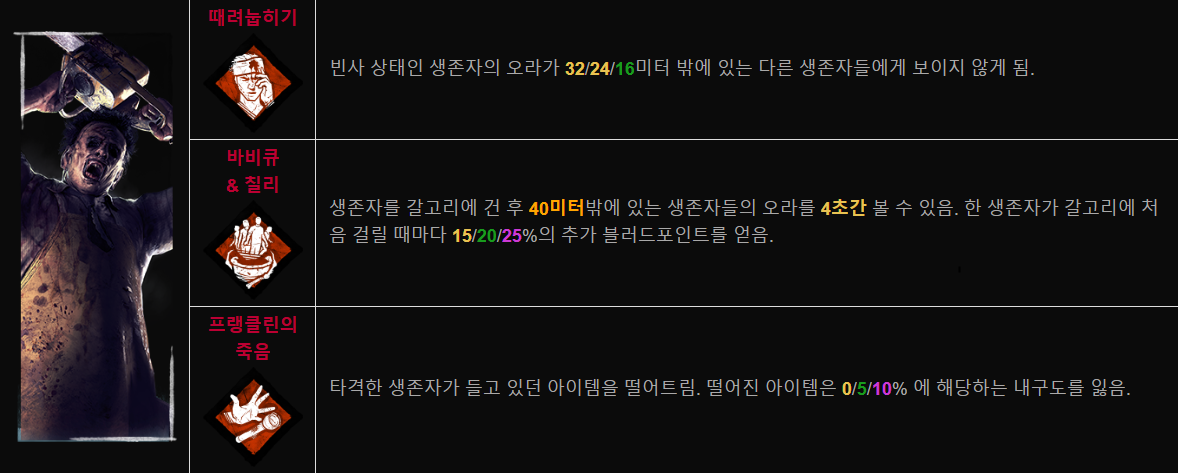 때려눕히기
빈사 상태인 생존자의 오라가 32/24/16미터 밖에 있는 다른 생존자들에게 보이지 않게 됨.
바비큐
& 칠리
생존자를 갈고리에 건 후 40미터밖에 있는 생존자들의 오라를 4초간 볼 수 있음. 한 생존자가 갈고리에 처
음 걸릴 때마다 15/20/25%의 추가 블러드포인트를 얻음.
프랭클린의
죽음
타격한 생존자가 들고 있던 아이템을 떨어트림. 떨어진 아이템은 0/5/10% 에 해당하는 내구도를 잃음.